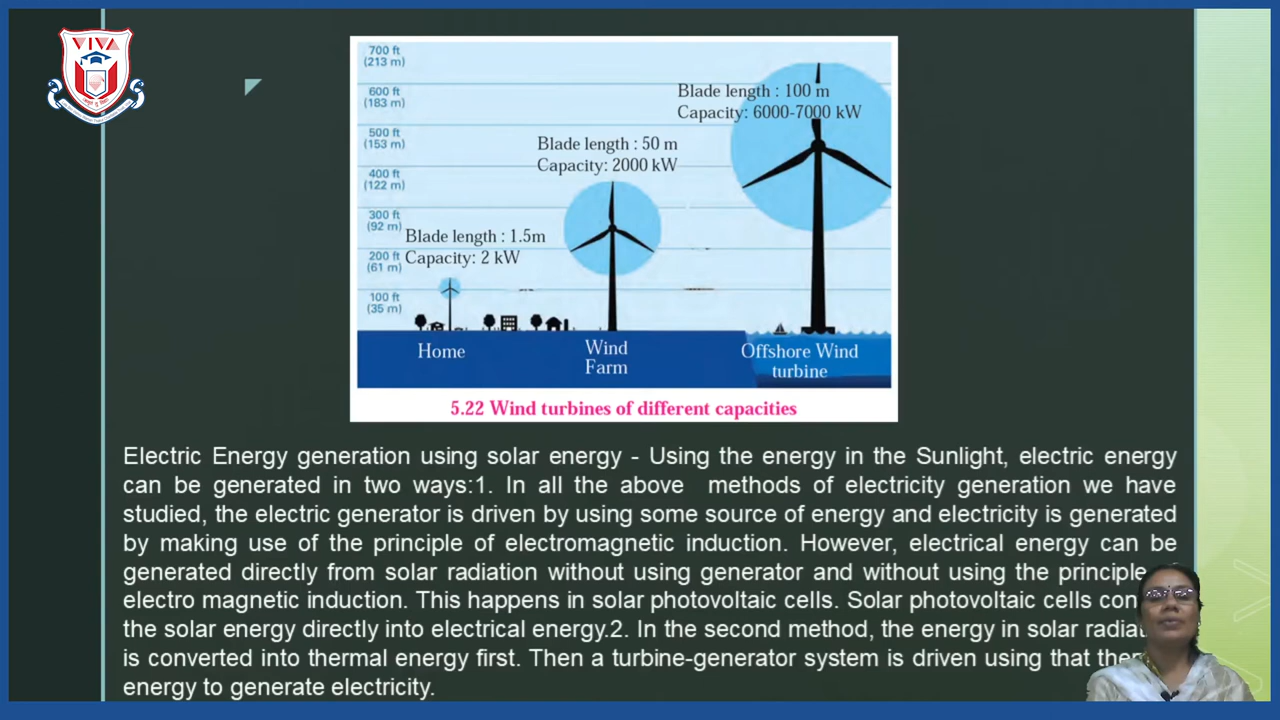 VIVA
700 ft
(213 m)
600 ft
(183 m)
500 ft
(153 m)
400 ft
(122 m)
300 ft
(92 m)
200 ft
(61 m)
100 ft
(35 m)
Blade length : 100 m
Capacity: 6000-7000 kW
Blade length : 50 m
Capacity: 2000 kW
Blade length : 1.5m
Capacity: 2 kW
Home
Wind
Farm
Offshore Wind
turbine
5.22 Wind turbines of different capacities
Electric Energy generation using solar energy - Using the energy in the Sunlight, electric energy
can be generated in two ways:1. In all the above methods of electricity generation we have
studied, the electric generator is driven by using some source of energy and electricity is generated
by making use of the principle of electromagnetic induction. However, electrical energy can be
generated directly from solar radiation without using generator and without using the principle
electro magnetic induction. This happens in solar photovoltaic cells. Solar photovoltaic cells con
the solar energy directly into electrical energy.2. In the second method, the energy in solar radiat
is converted into thermal energy first. Then a turbine-generator system is driven using that ther
energy to generate electricity.